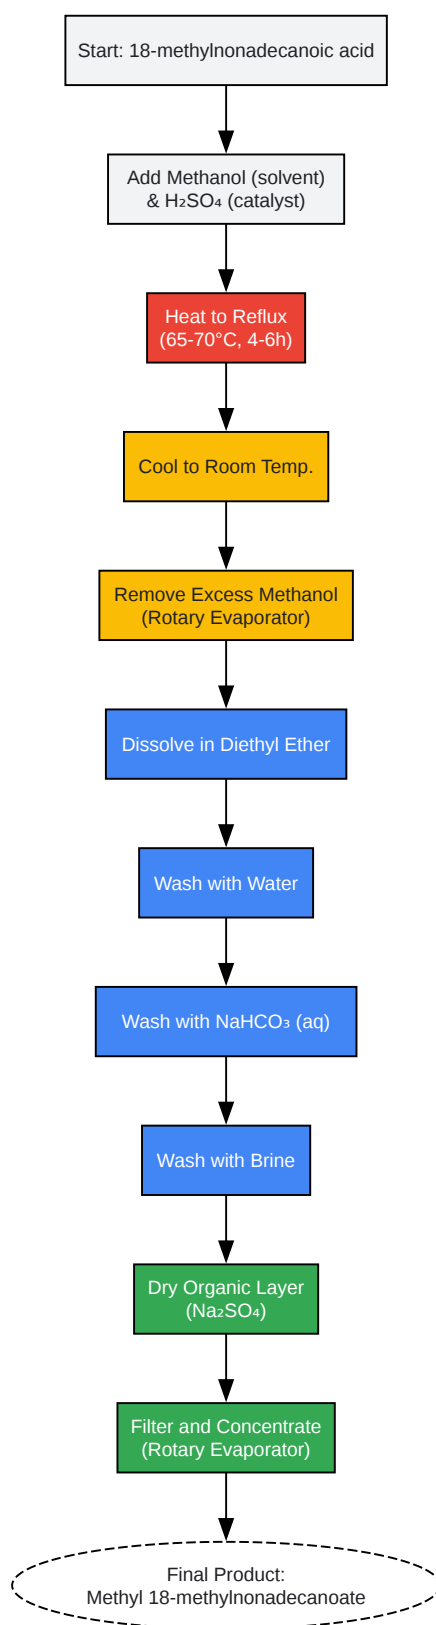 Start: 18-methylnonadecanoic acid
Add Methanol (solvent)
& H₂SO₄ (catalyst)
Heat to Reflux
(65-70°C, 4-6h)
Cool to Room Temp.
Remove Excess Methanol
(Rotary Evaporator)
Dissolve in Diethyl Ether
Wash with Water
Wash with NaHCO₃ (aq)
Wash with Brine
Dry Organic Layer
(Na₂SO₄)
Filter and Concentrate
(Rotary Evaporator)
Final Product:
Methyl 18-methylnonadecanoate